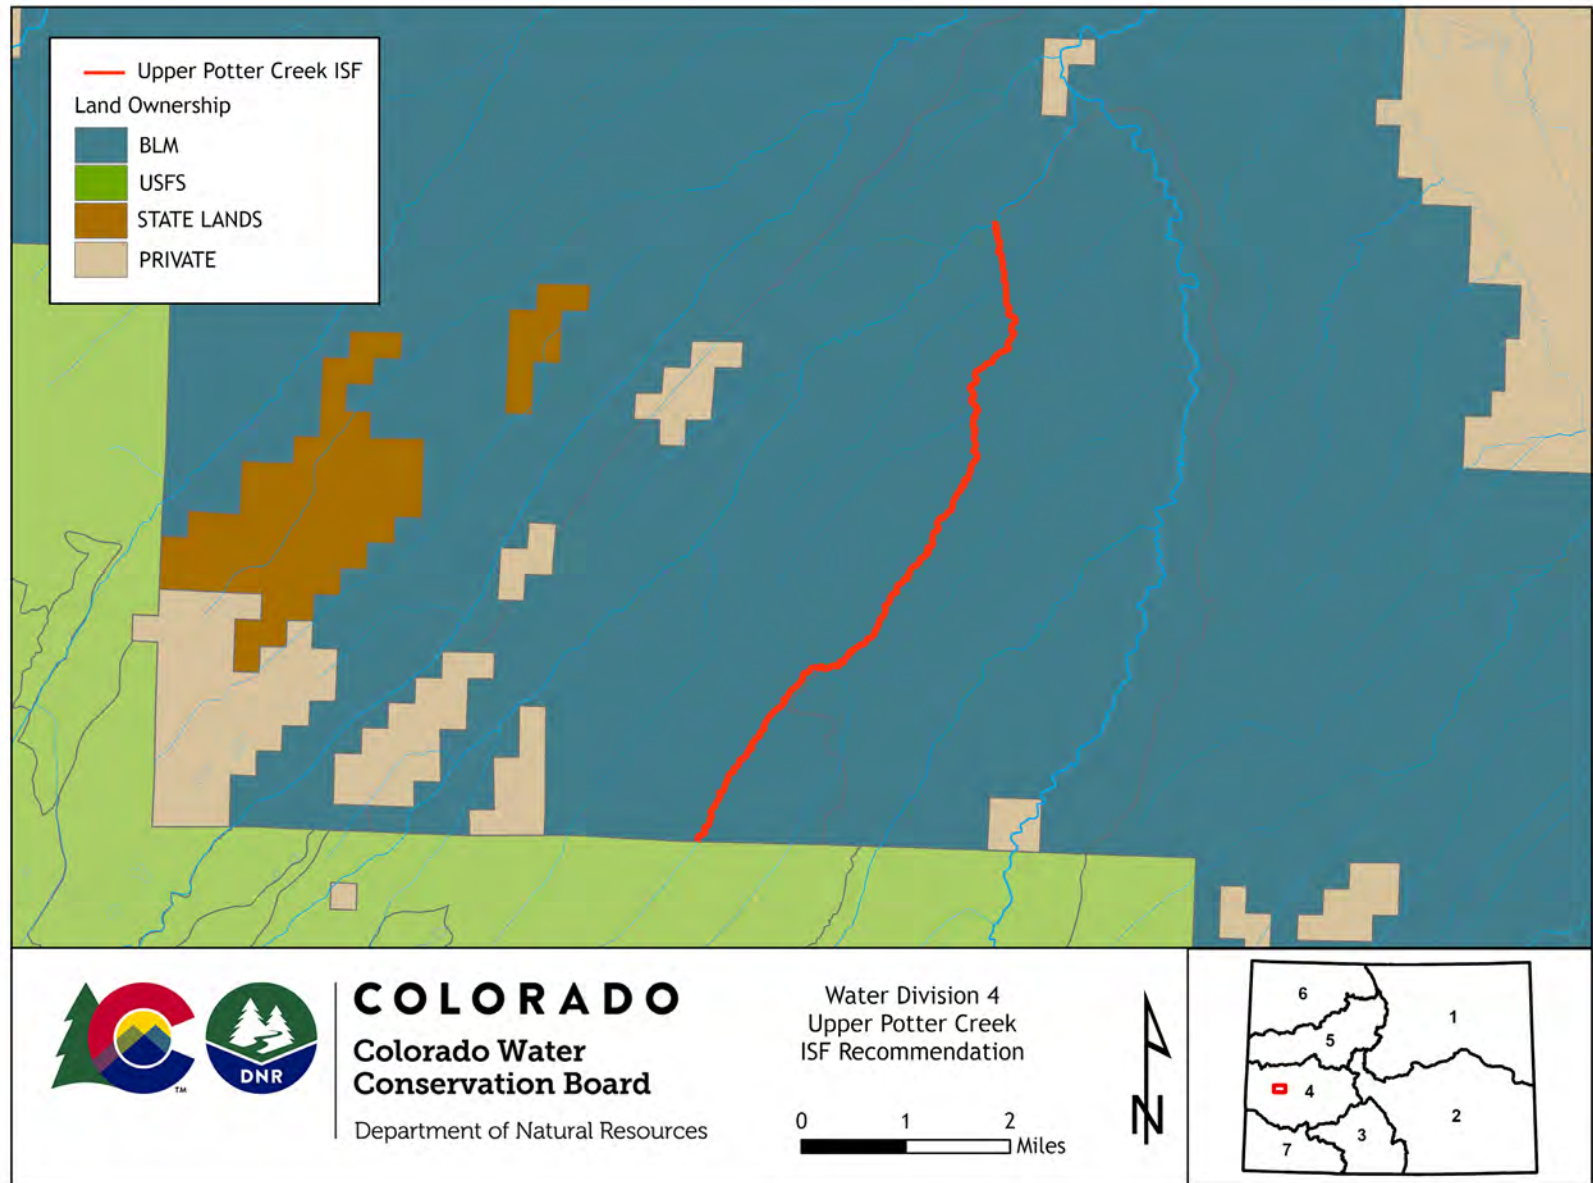 Upper Potter Creek ISF
Land Ownership
BLM
USFS
STATE LANDS
PRIVATE
TM
DNR
COLORADO
Colorado Water
Conservation Board
Department of Natural Resources
Water Division 4
Upper Potter Creek
ISF Recommendation
0 1 2
Miles
N
6
1
5
4
2
3
7